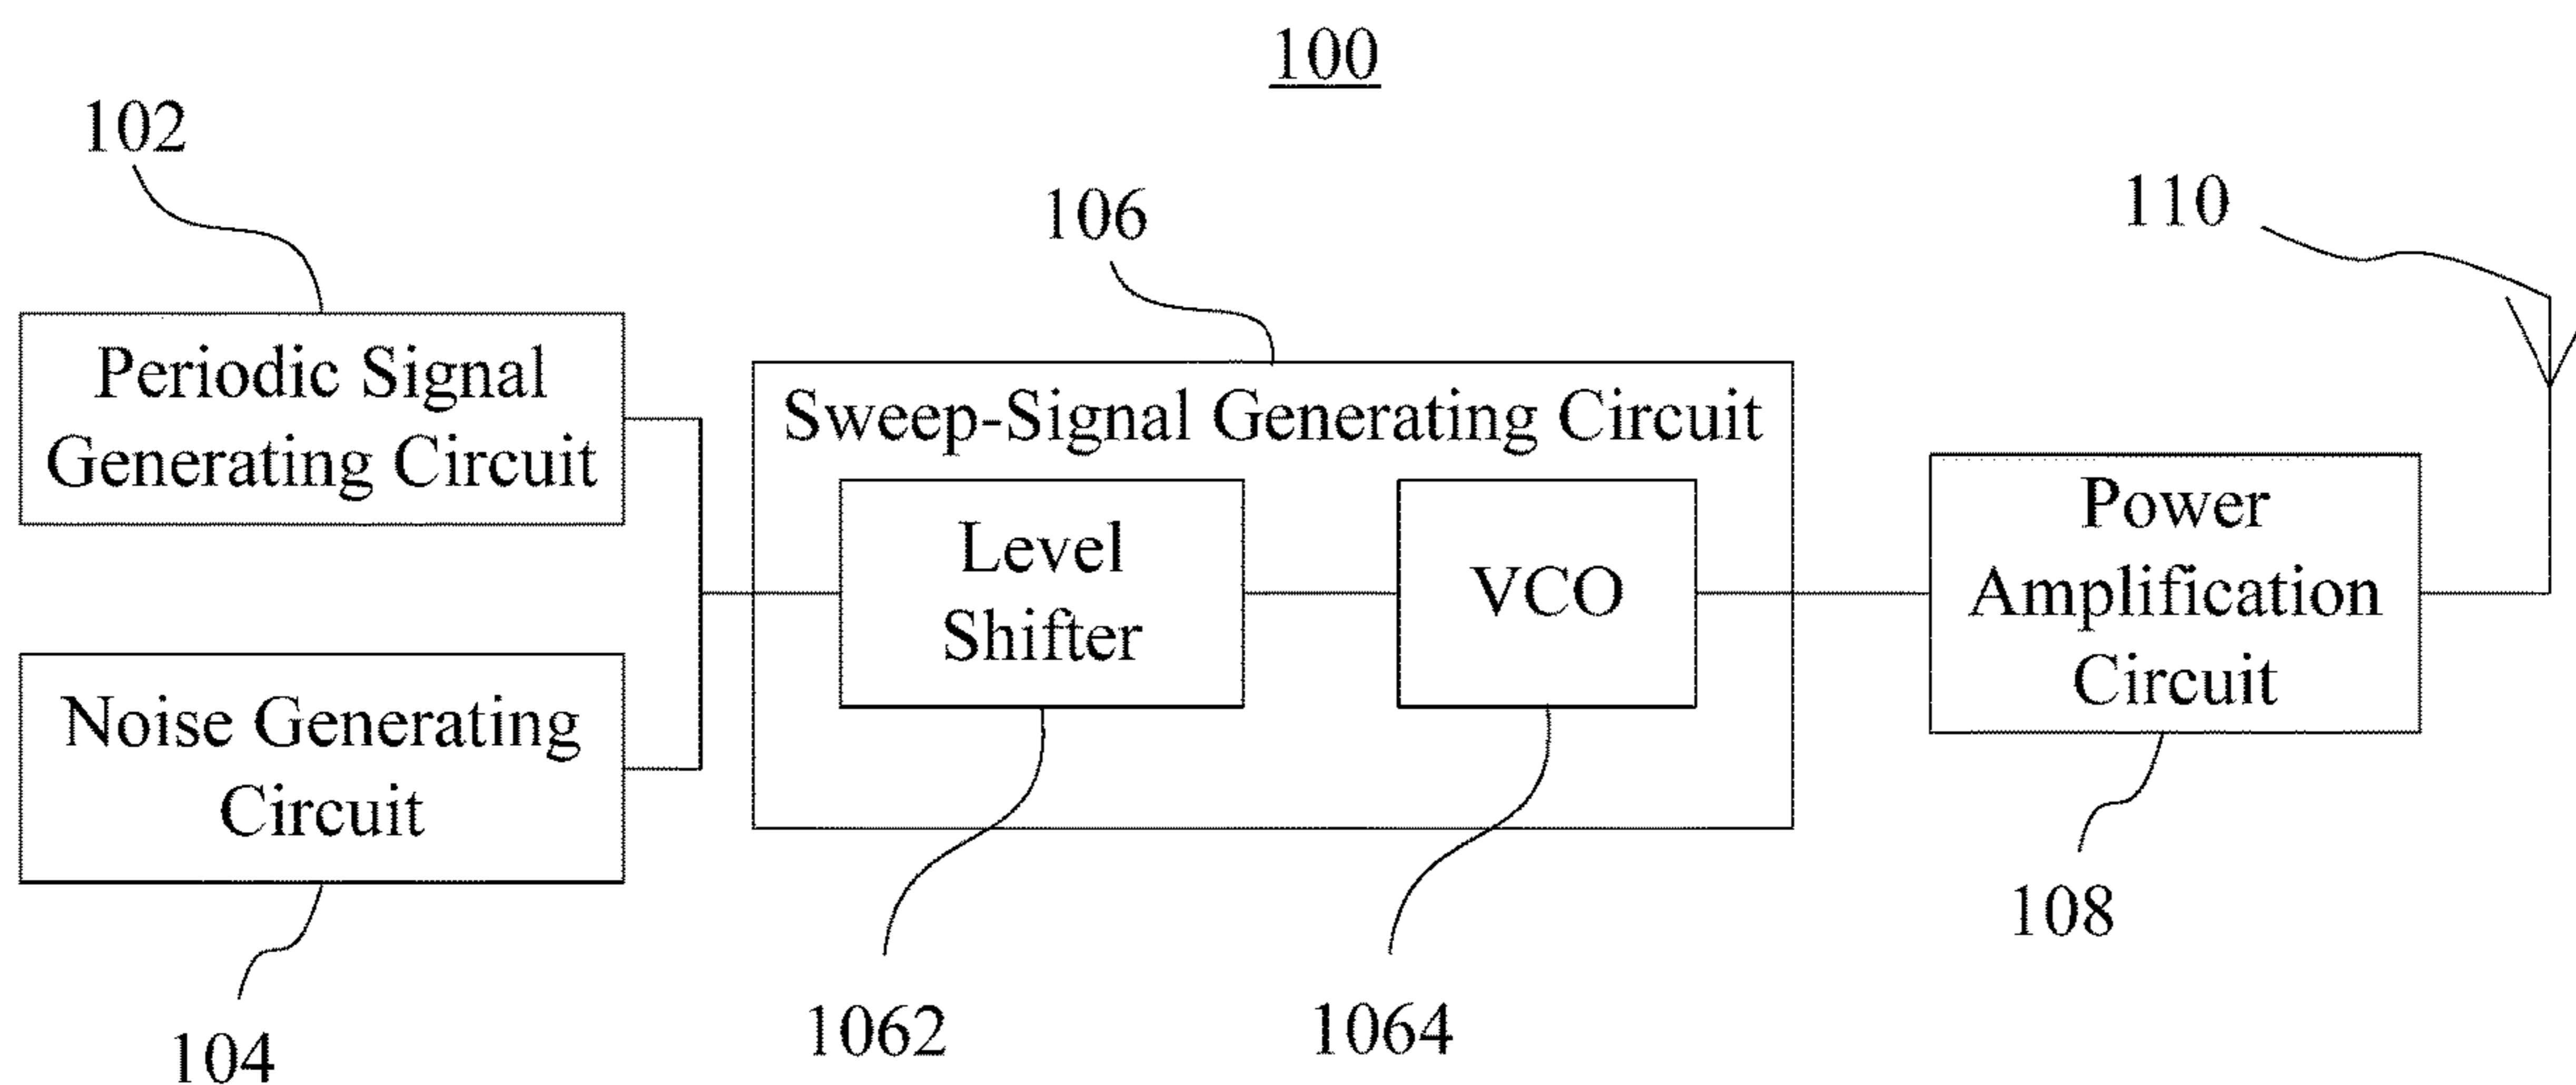 100
102
106
110
Periodic Signal
Generating Circuit
Sweep-Signal Generating Circuit
Level
Shifter
VCO
Power
Amplification
Circuit
Noise Generating
Circuit
108
1062
1064
104